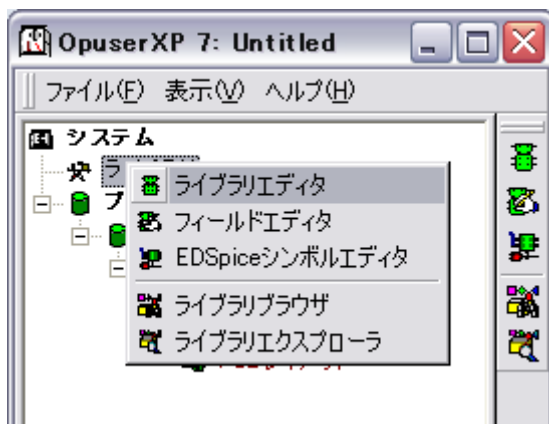 OpuserXP 7: Untitled
ファイル(F) 表示(V) ヘルプ(H)
システム
ラ
ライブラリエディタ
プ
フィールドエディタ
EDSpiceシンボルエディタ
ライブラリブラウザ
ライブラリエクスプローラ